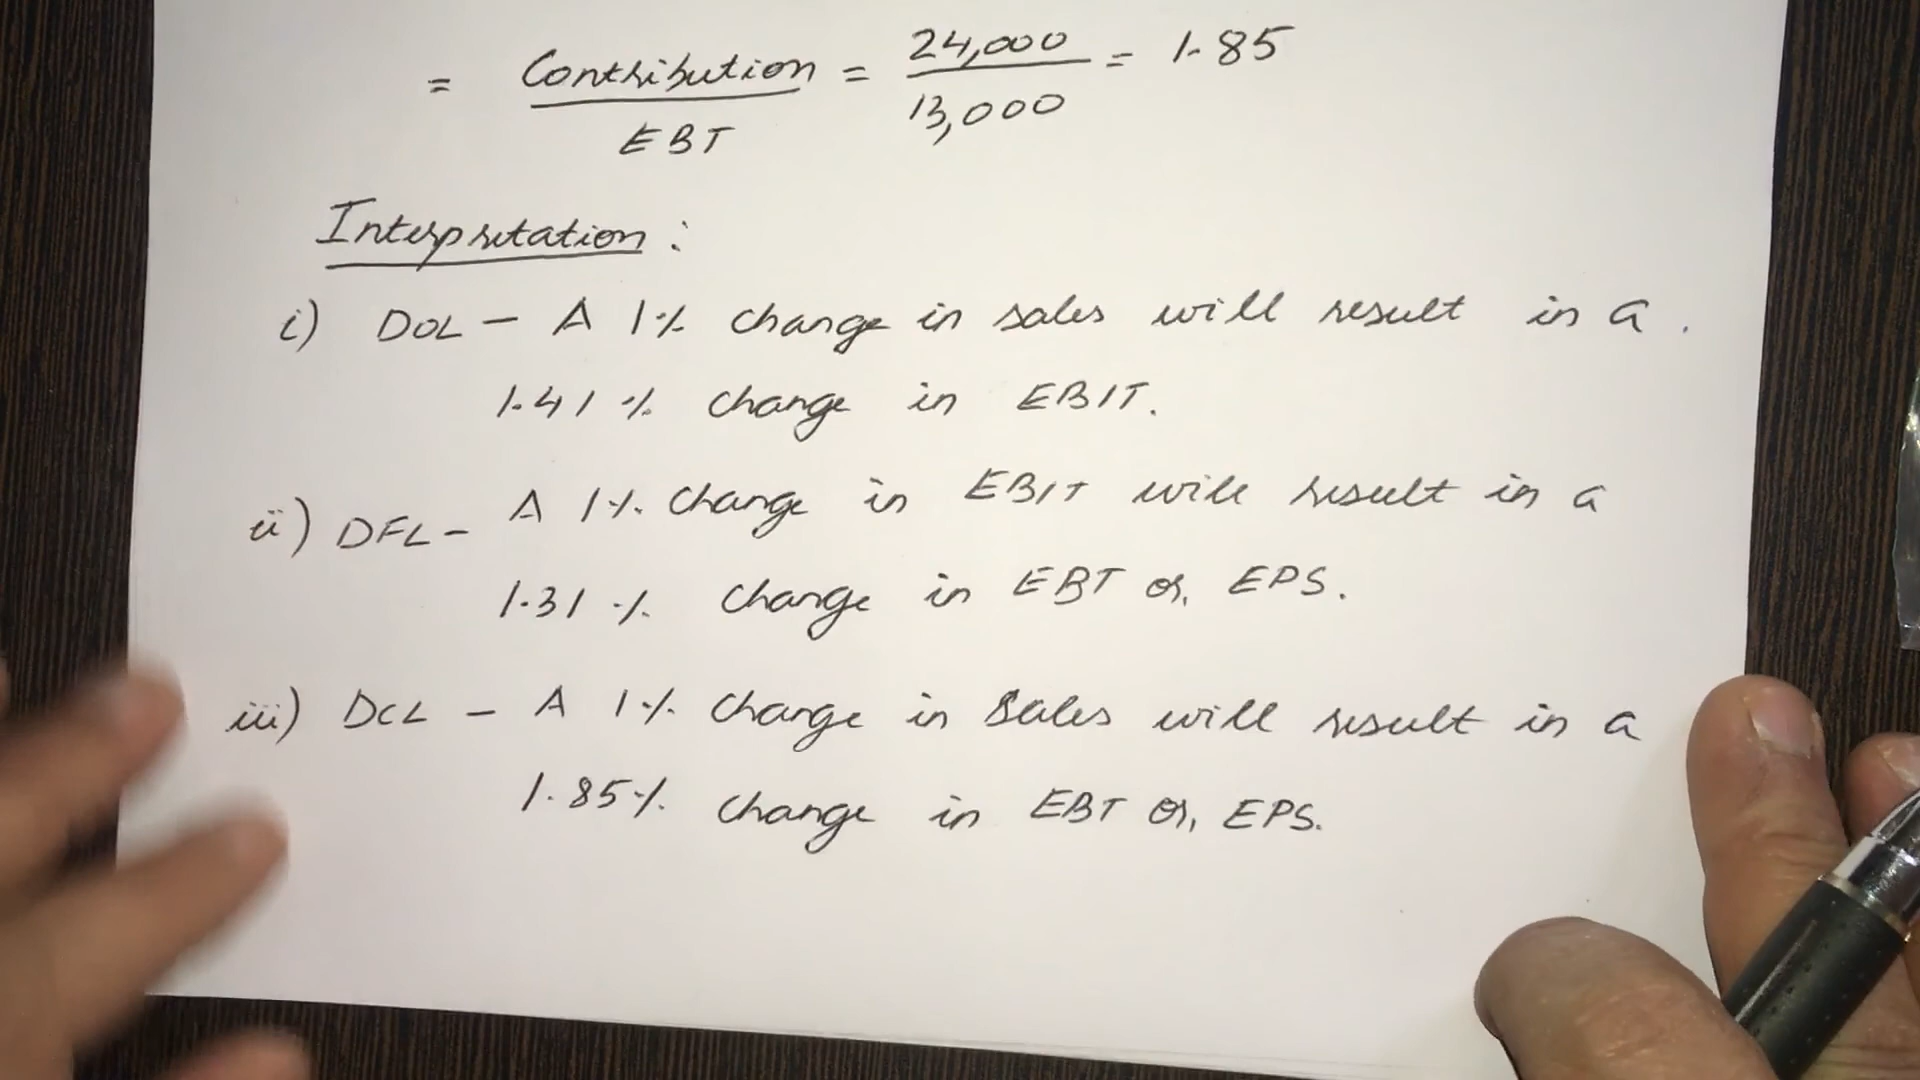 = Contribution / EBT = 24,000 / 13,000 = 1.85
Interpretation :
i) DOL – A 1% change in sales will result in a .
1.41 % change in EBIT.
ii) DFL – A 1% change in EBIT will result in a
1.31 % change in EBT or, EPS.
iii) DCL – A 1% change in Sales will result in a
1.85% change in EBT or, EPS.